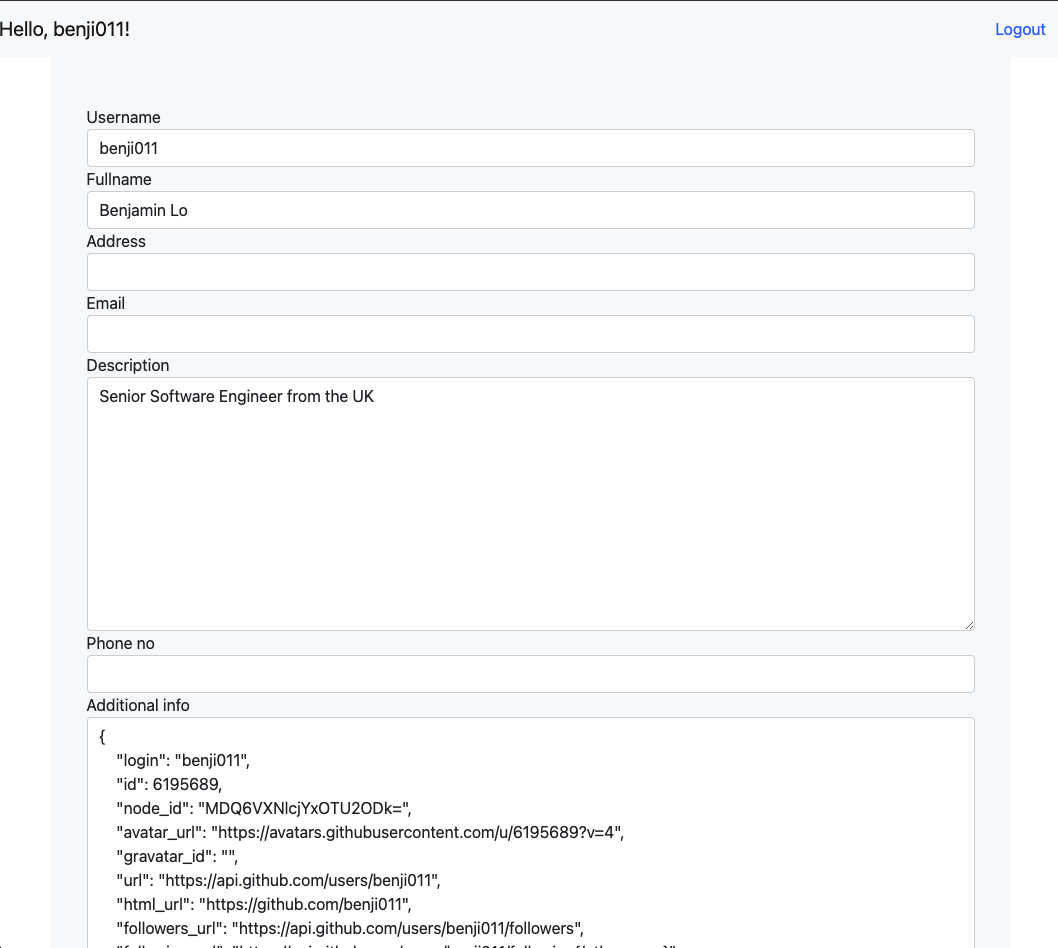 Hello, benji011!
Logout
Username
benji011
Fullname
Benjamin Lo
Address
Email
Description
Senior Software Engineer from the UK
Phone no
Additional info
{
"login": "benji011",
"id": 6195689,
"node_id": "MDQ6VXNlcjYxOTU2ODk=",
"avatar_url": "https://avatars.githubusercontent.com/u/6195689?v=4",
"gravatar_id": "",
"url": "https://api.github.com/users/benji011",
"html_url": "https://github.com/benji011",
"followers_url": "https://api.github.com/users/benji011/followers",